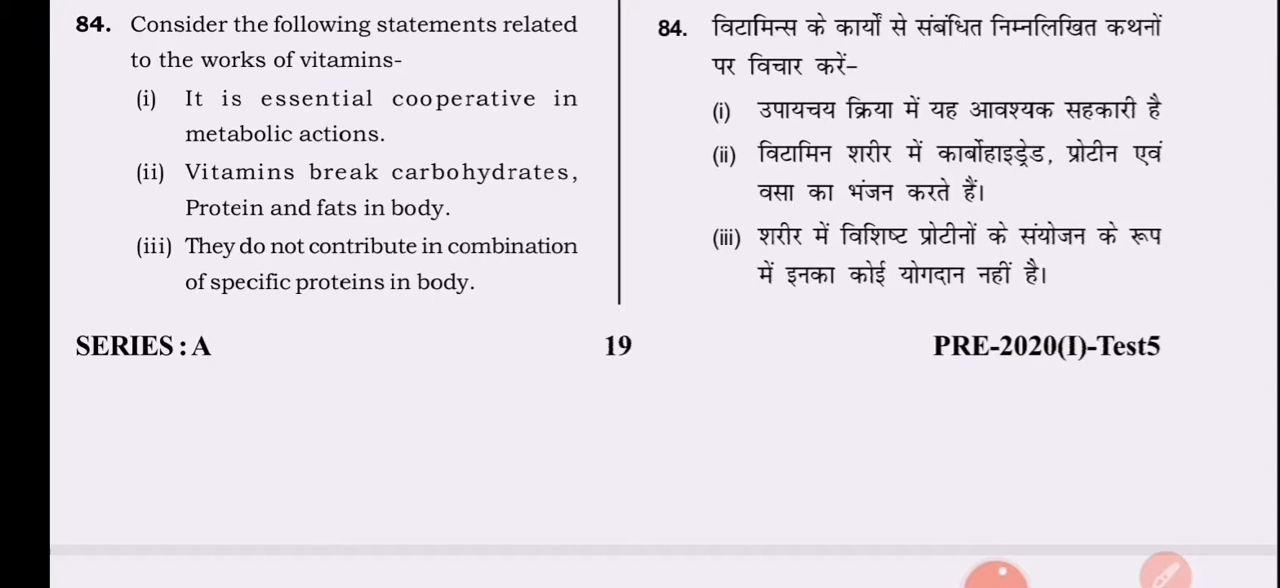 84. Consider the following statements related
to the works of vitamins-
(i) It is essential cooperative in
metabolic actions.
(ii) Vitamins break carbohydrates,
Protein and fats in body.
(iii) They do not contribute in combination
of specific proteins in body.
84. विटामिन्स के कार्यों से संबंधित निम्नलिखित कथनों
पर विचार करें-
(i) उपायचय क्रिया में यह आवश्यक सहकारी है
(ii) विटामिन शरीर में कार्बोहाइड्रेड, प्रोटीन एवं
वसा का भंजन करते हैं।
(iii) शरीर में विशिष्ट प्रोटीनों के संयोजन के रूप
में इनका कोई योगदान नहीं है।
SERIES : A 19 PRE-2020(I)-Test5